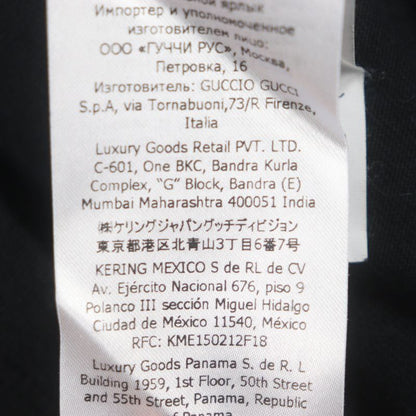 ярлык
Импортер и уполномоченное
изготовителем лицо:
ООО «ГУЧЧИ РУС», Москва,
Петровка, 16
Изготовитель: GUCCIO GUCCI
S.p.A, via Tornabuoni,73/R Firenze,
Italia
Luxury Goods Retail PVT. LTD.
C-601, One BKC, Bandra Kurla
Complex, "G" Block, Bandra (E)
Mumbai Maharashtra 400051 India
㈱ケリングジャパングッチディビジョン
東京都港区北青山3丁目6番7号
KERING MEXICO S de RL de CV
Av. Ejército Nacional 676, piso 9
Polanco III sección Miguel Hidalgo
Ciudad de México 11540, México
RFC: KME150212F18
Luxury Goods Panama S. de R. L
Building 1959, 1st Floor, 50th Street
and 55th Street, Panama, Republic
of Panama